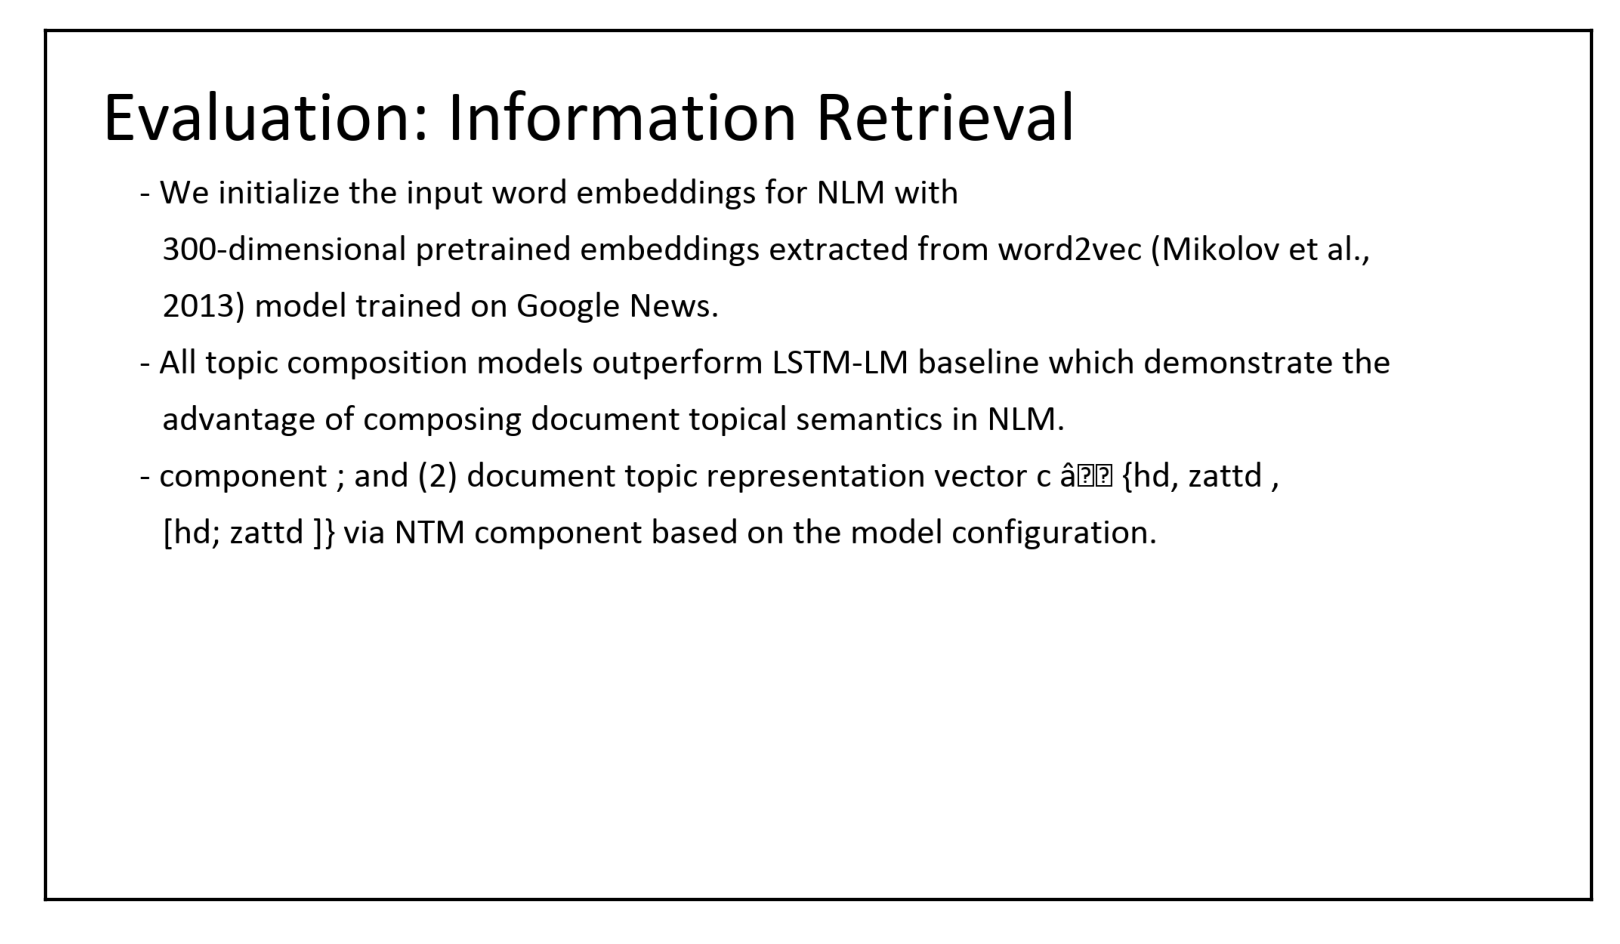 Evaluation: Information Retrieval
- We initialize the input word embeddings for NLM with
300-dimensional pretrained embeddings extracted from word2vec (Mikolov et al.,
2013) model trained on Google News.
- All topic composition models outperform LSTM-LM baseline which demonstrate the
advantage of composing document topical semantics in NLM.
- component ; and (2) document topic representation vector c â�� {hd, zattd ,
[hd; zattd ]} via NTM component based on the model configuration.